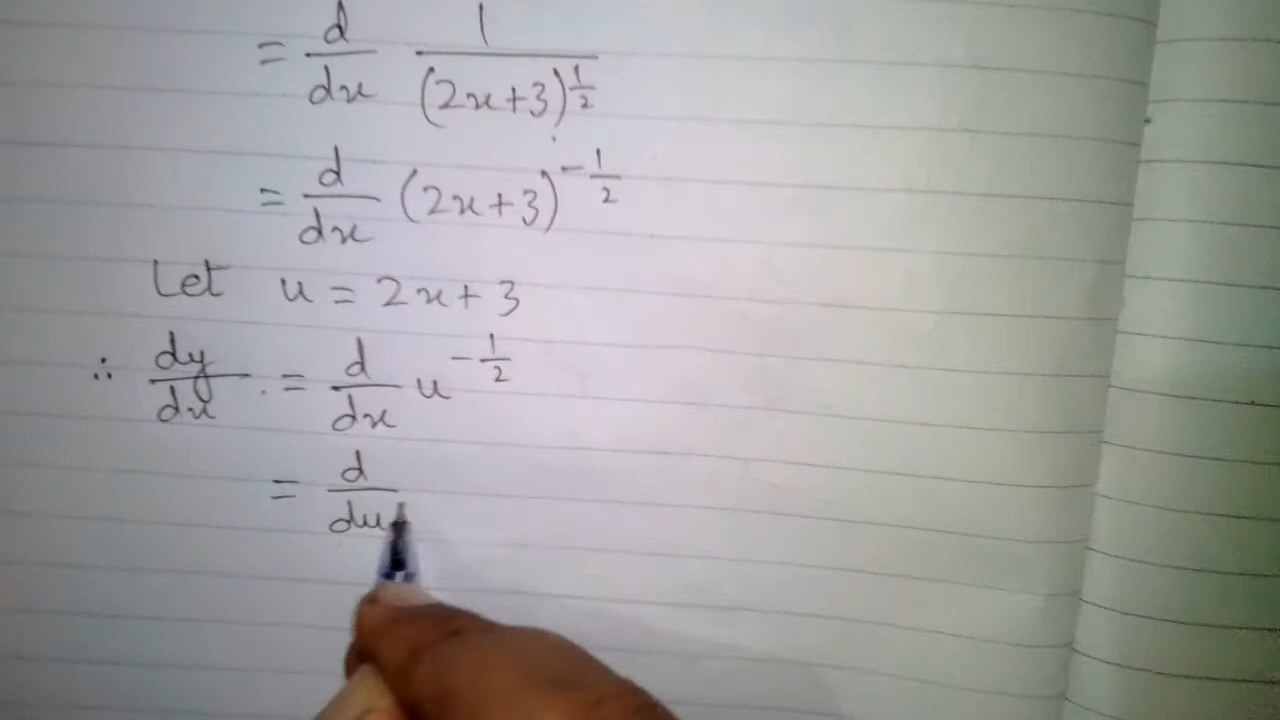 = d/dx 1/(2x+3)^1/2
= d/dx (2x+3)^-1/2
Let u = 2x+3
∴ dy/dx = d/dx u^-1/2
= d/du